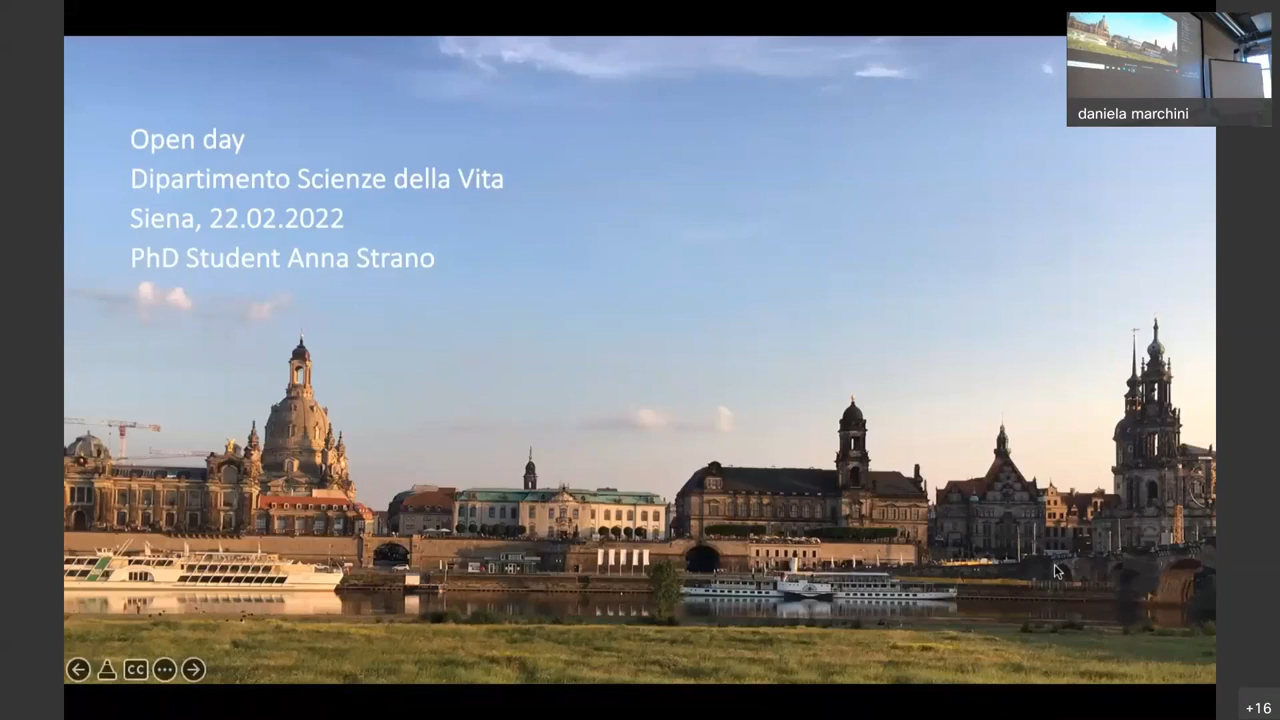 Open day
Dipartimento Scienze della Vita
Siena, 22.02.2022
PhD Student Anna Strano
daniela marchini
CC
+16